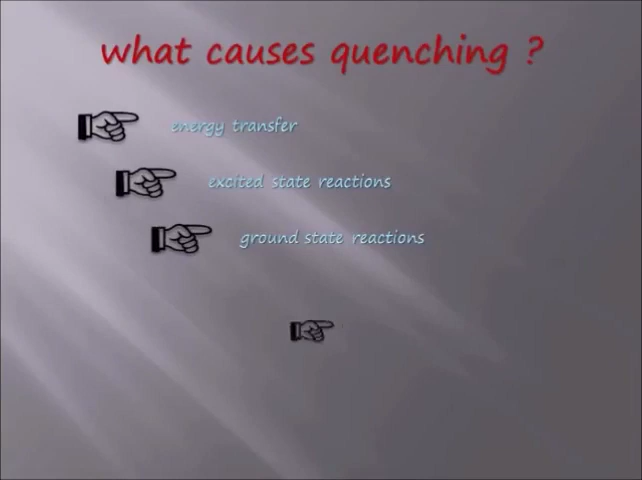 what causes quenching ?
energy transfer
excited state reactions
ground state reactions